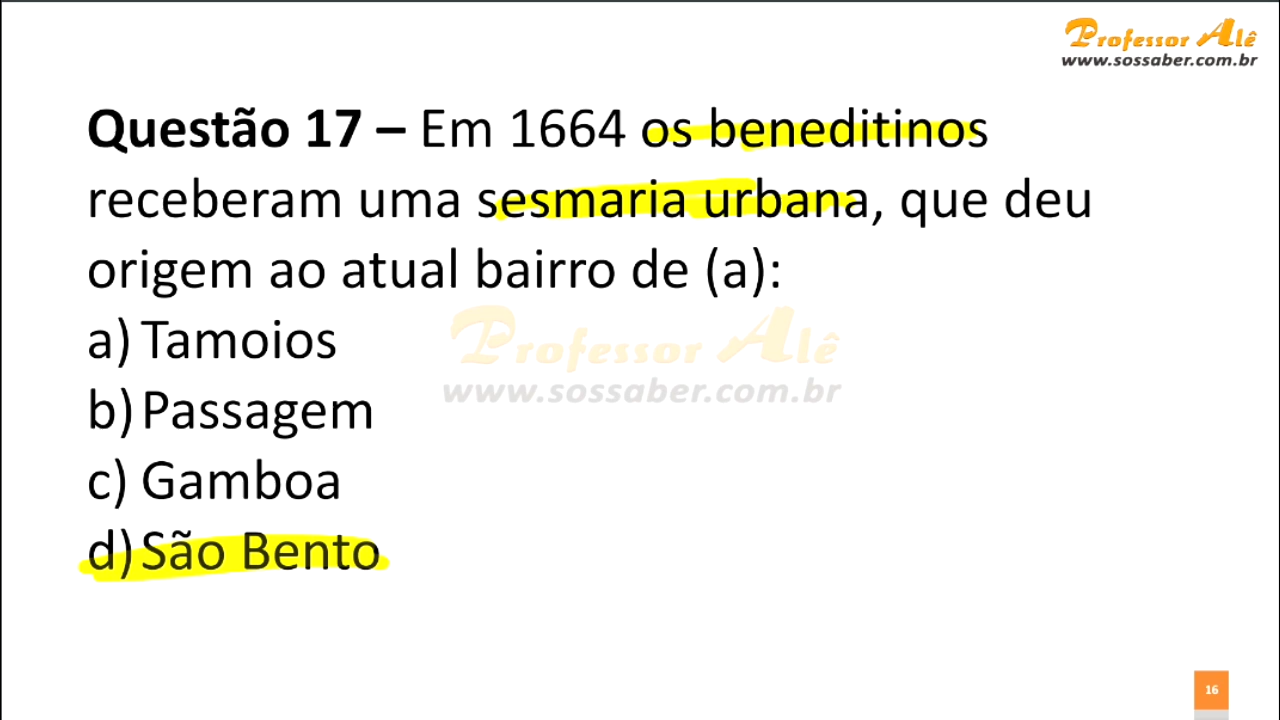 Professor Alê
www.sossaber.com.br
Questão 17 – Em 1664 os beneditinos
receberam uma sesmaria urbana, que deu
origem ao atual bairro de (a):
a) Tamoios
Professor Alê
b) Passagem
www.sossaber.com.br
c) Gamboa
d) São Bento
16